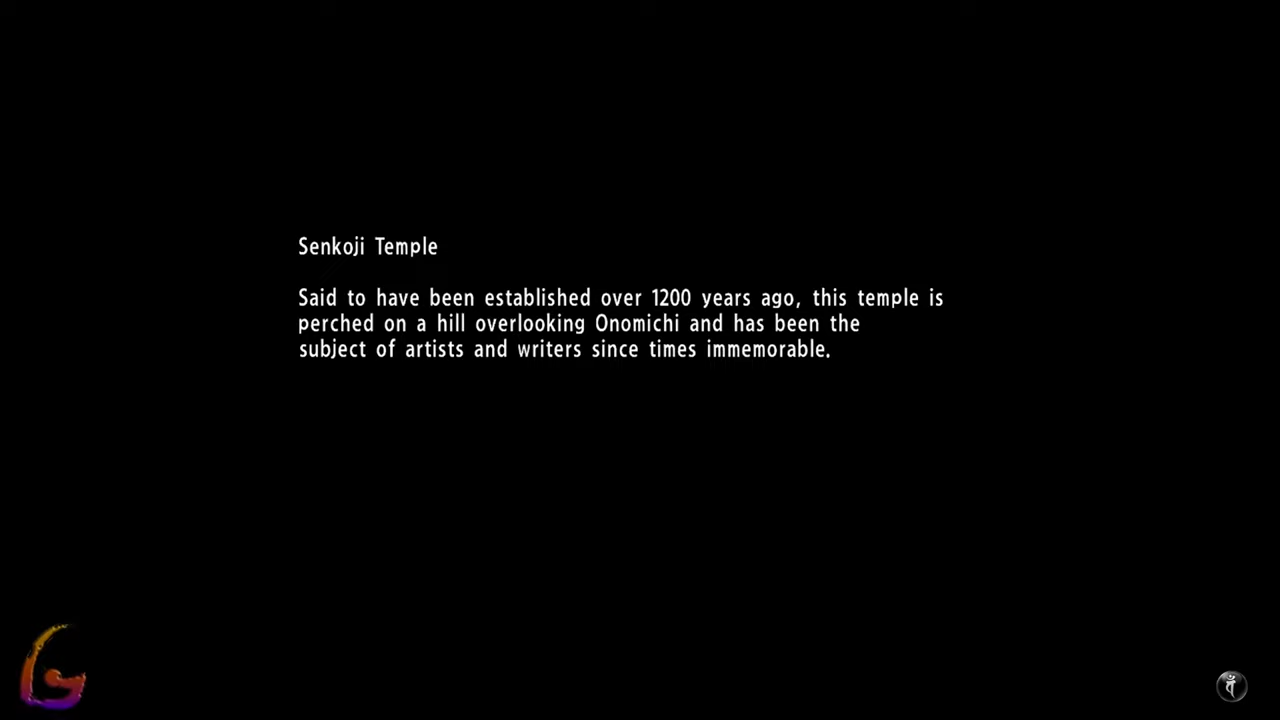 Senkoji Temple
Said to have been established over 1200 years ago, this temple is
perched on a hill overlooking Onomichi and has been the
subject of artists and writers since times immemorable.